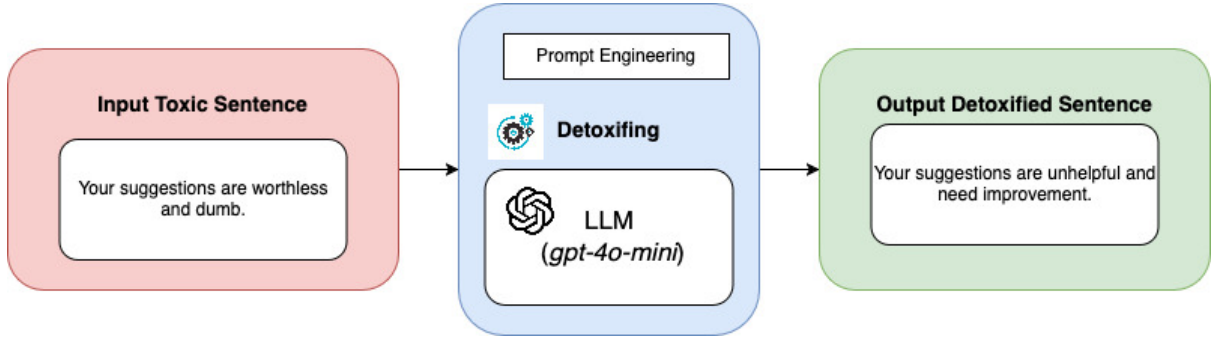 Input Toxic Sentence
Your suggestions are worthless
and dumb.
Prompt Engineering
Detoxifing
LLM
(gpt-4o-mini)
Output Detoxified Sentence
Your suggestions are unhelpful and
need improvement.